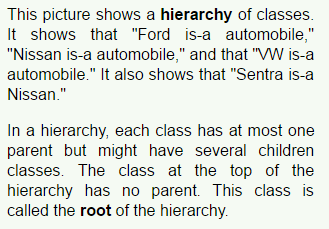 This picture shows a hierarchy of classes.
It shows that "Ford is-a automobile,"
"Nissan is-a automobile," and that "VW is-a
automobile." It also shows that "Sentra is-a
Nissan."
In a hierarchy, each class has at most one
parent but might have several children
classes. The class at the top of the
hierarchy has no parent. This class is
called the root of the hierarchy.